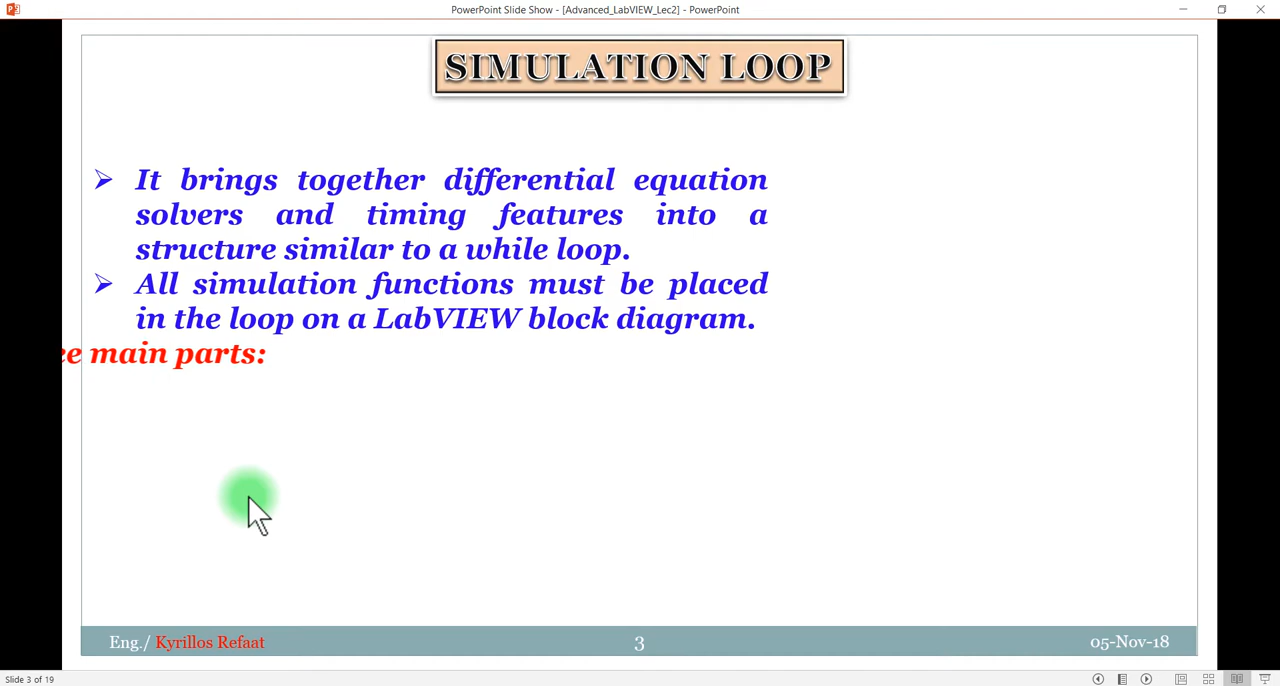 PowerPoint Slide Show - [Advanced_LabVIEW_Lec2] - PowerPoint
SIMULATION LOOP
➢ It brings together differential equation
solvers and timing features into a
structure similar to a while loop.
➢ All simulation functions must be placed
in the loop on a LabVIEW block diagram.
main parts:
Eng./ Kyrillos Refaat
3
05-Nov-18
Slide 3 of 19